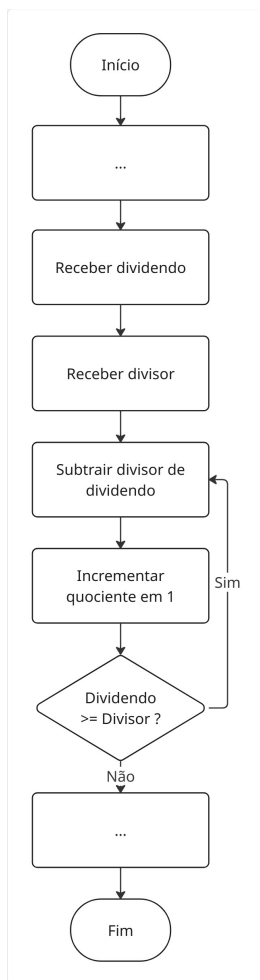 Início
...
Receber dividendo
Receber divisor
Subtrair divisor de
dividendo
Incrementar
quociente em 1
Sim
Dividendo
>= Divisor ?
Não
...
Fim